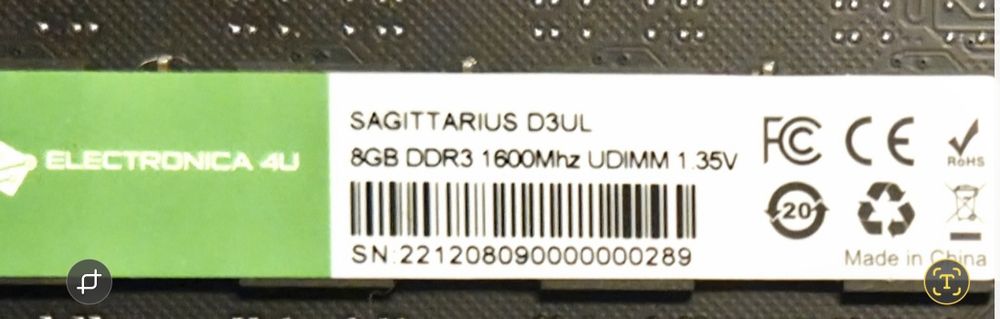 ELECTRONICA 4U
SAGITTARIUS D3UL
8GB DDR3 1600Mhz UDIMM 1.35V
SN:2212080900000000289
FC CE
RoHS
20
Made in China